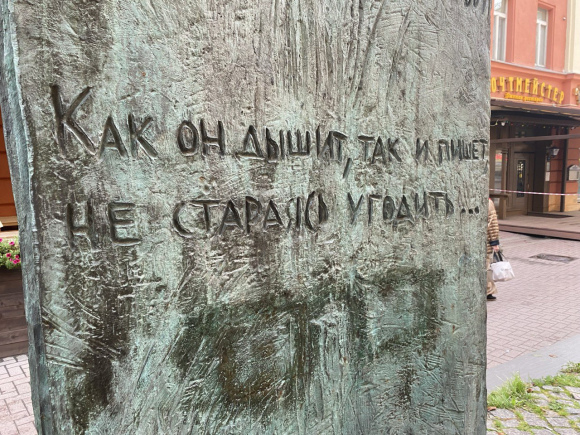 Как он дышит, так и пишет
не стараясь угодить...